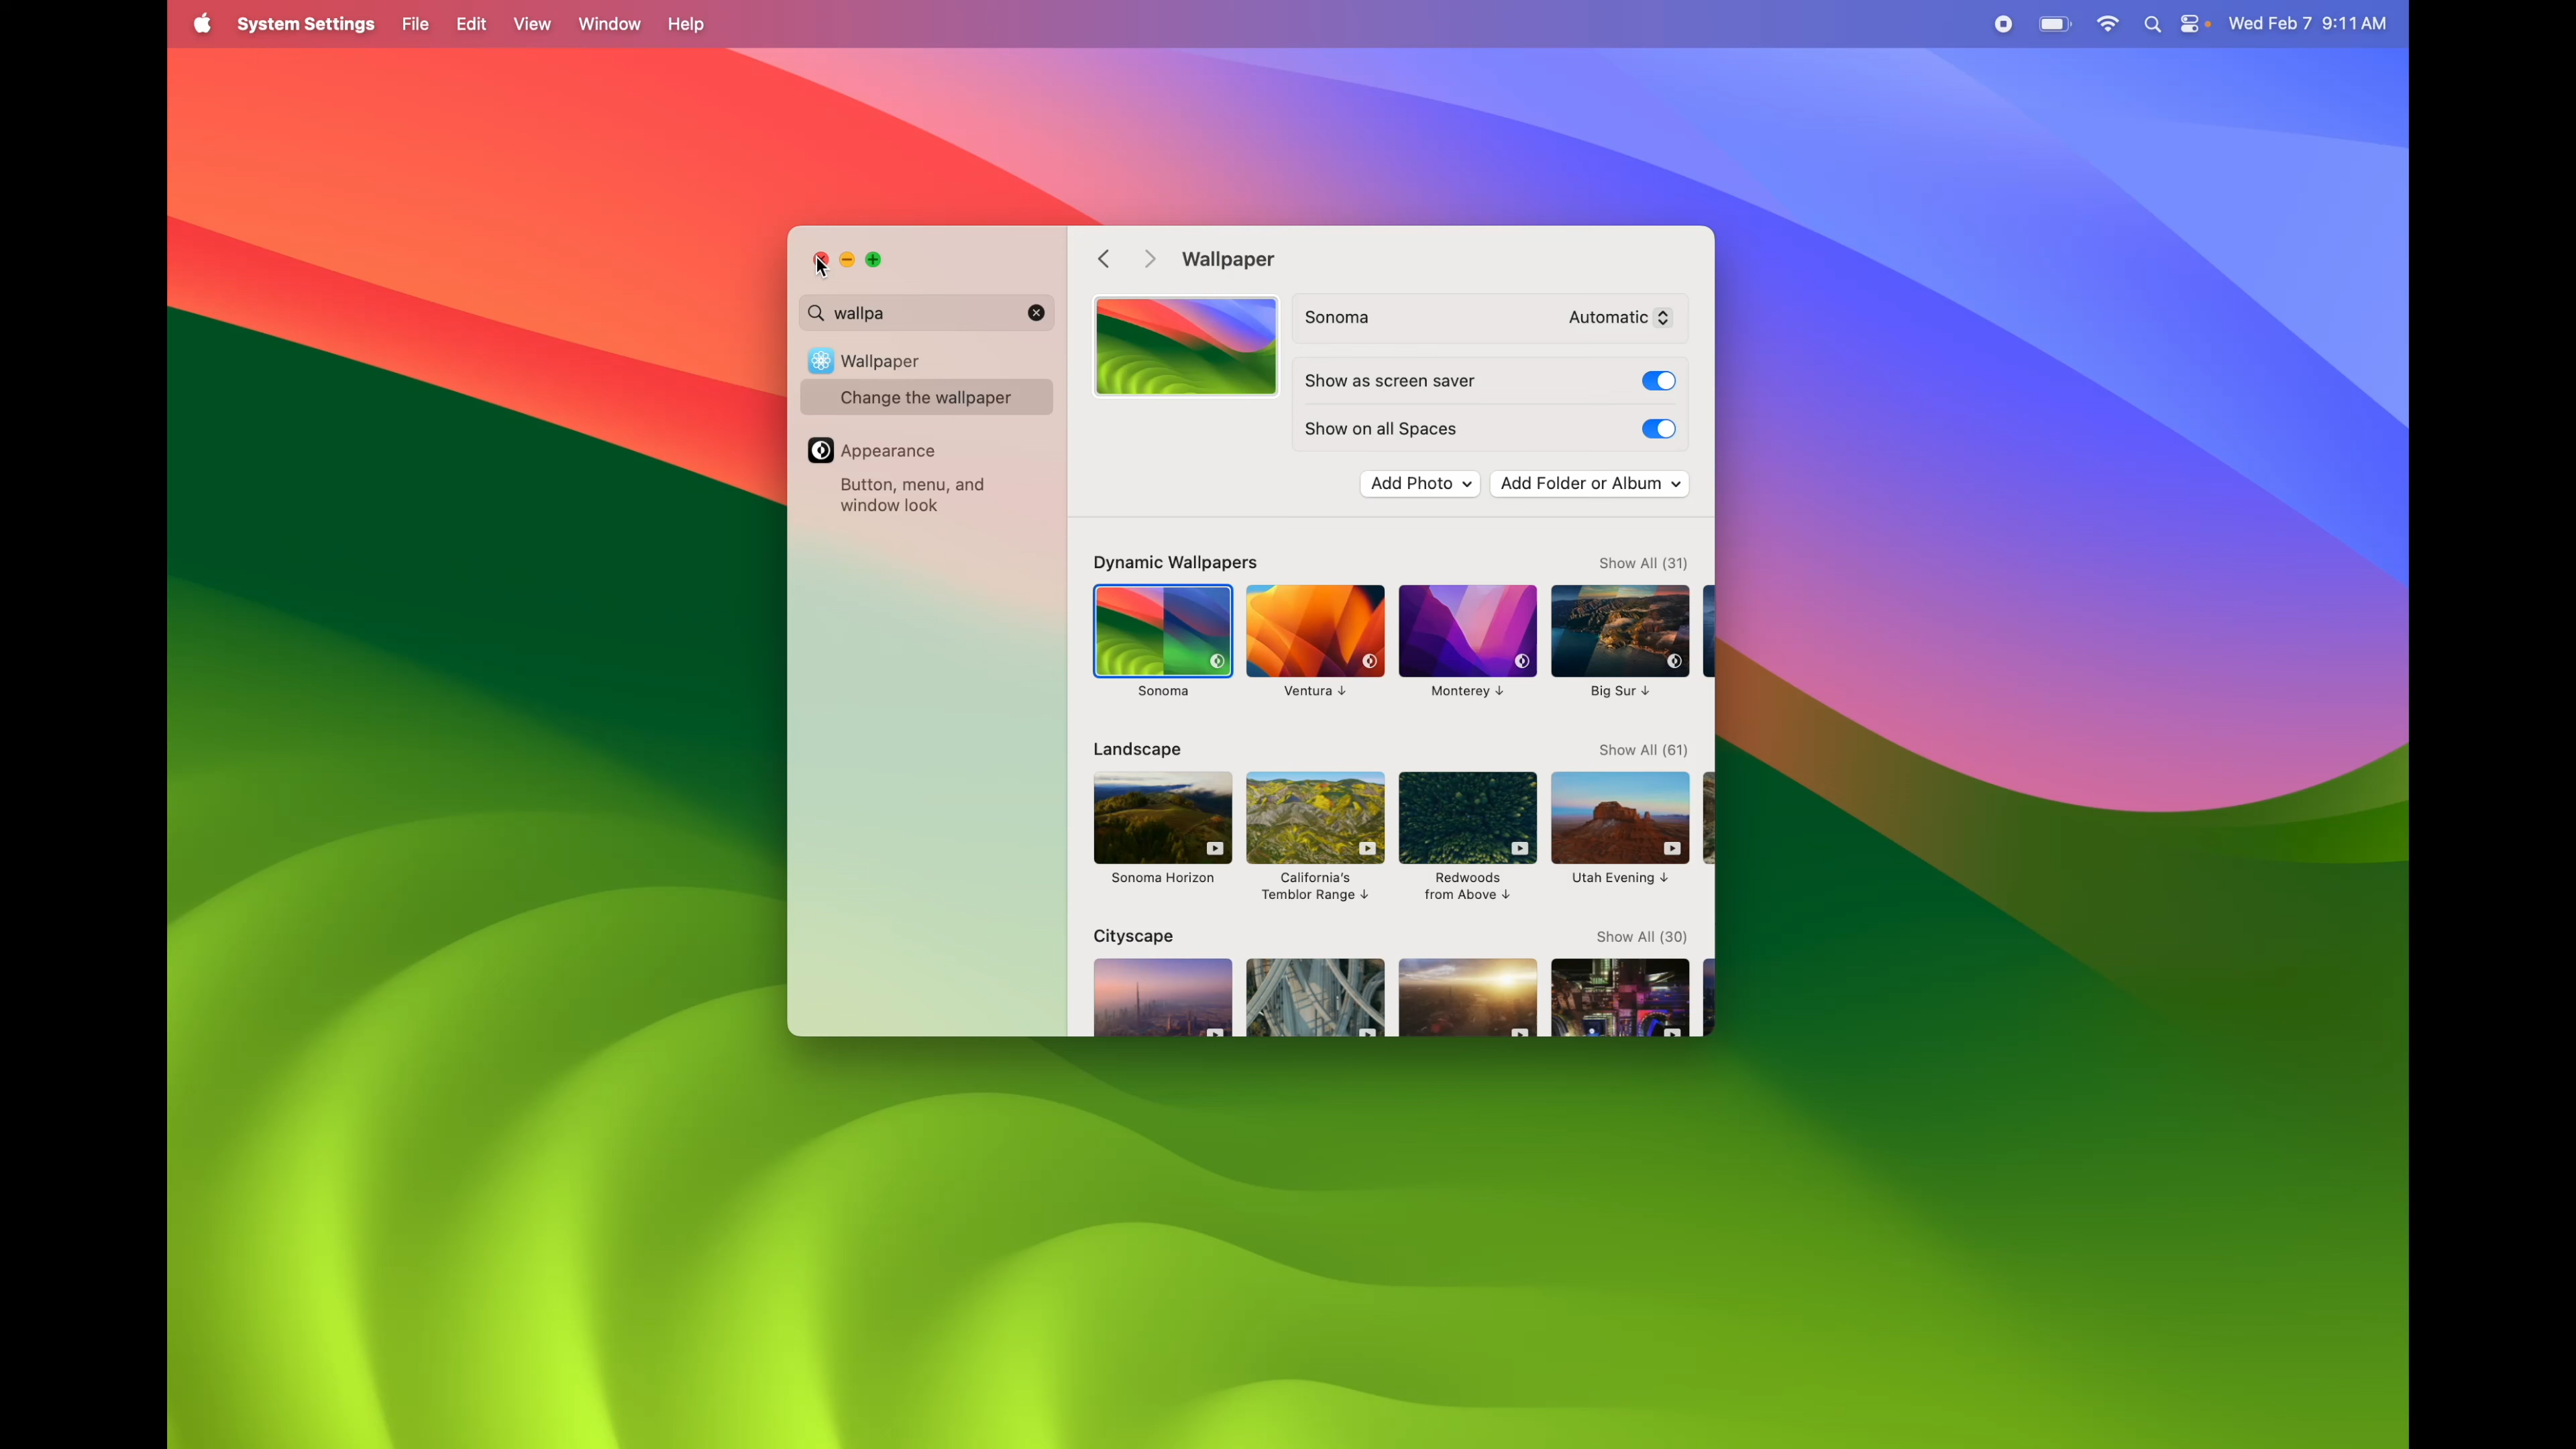 System Settings File Edit View Window Help Wed Feb 7 9:11 AM
Wallpaper
wallpa
Wallpaper
Change the wallpaper
Appearance
Button, menu, and
window look
Sonoma Automatic
Show as screen saver
Show on all Spaces
Add Photo Add Folder or Album
Dynamic Wallpapers Show All (31)
Sonoma Ventura ↓ Monterey ↓ Big Sur ↓
Landscape Show All (61)
Sonoma Horizon California's Redwoods Utah Evening ↓
Temblor Range ↓ from Above ↓
Cityscape Show All (30)